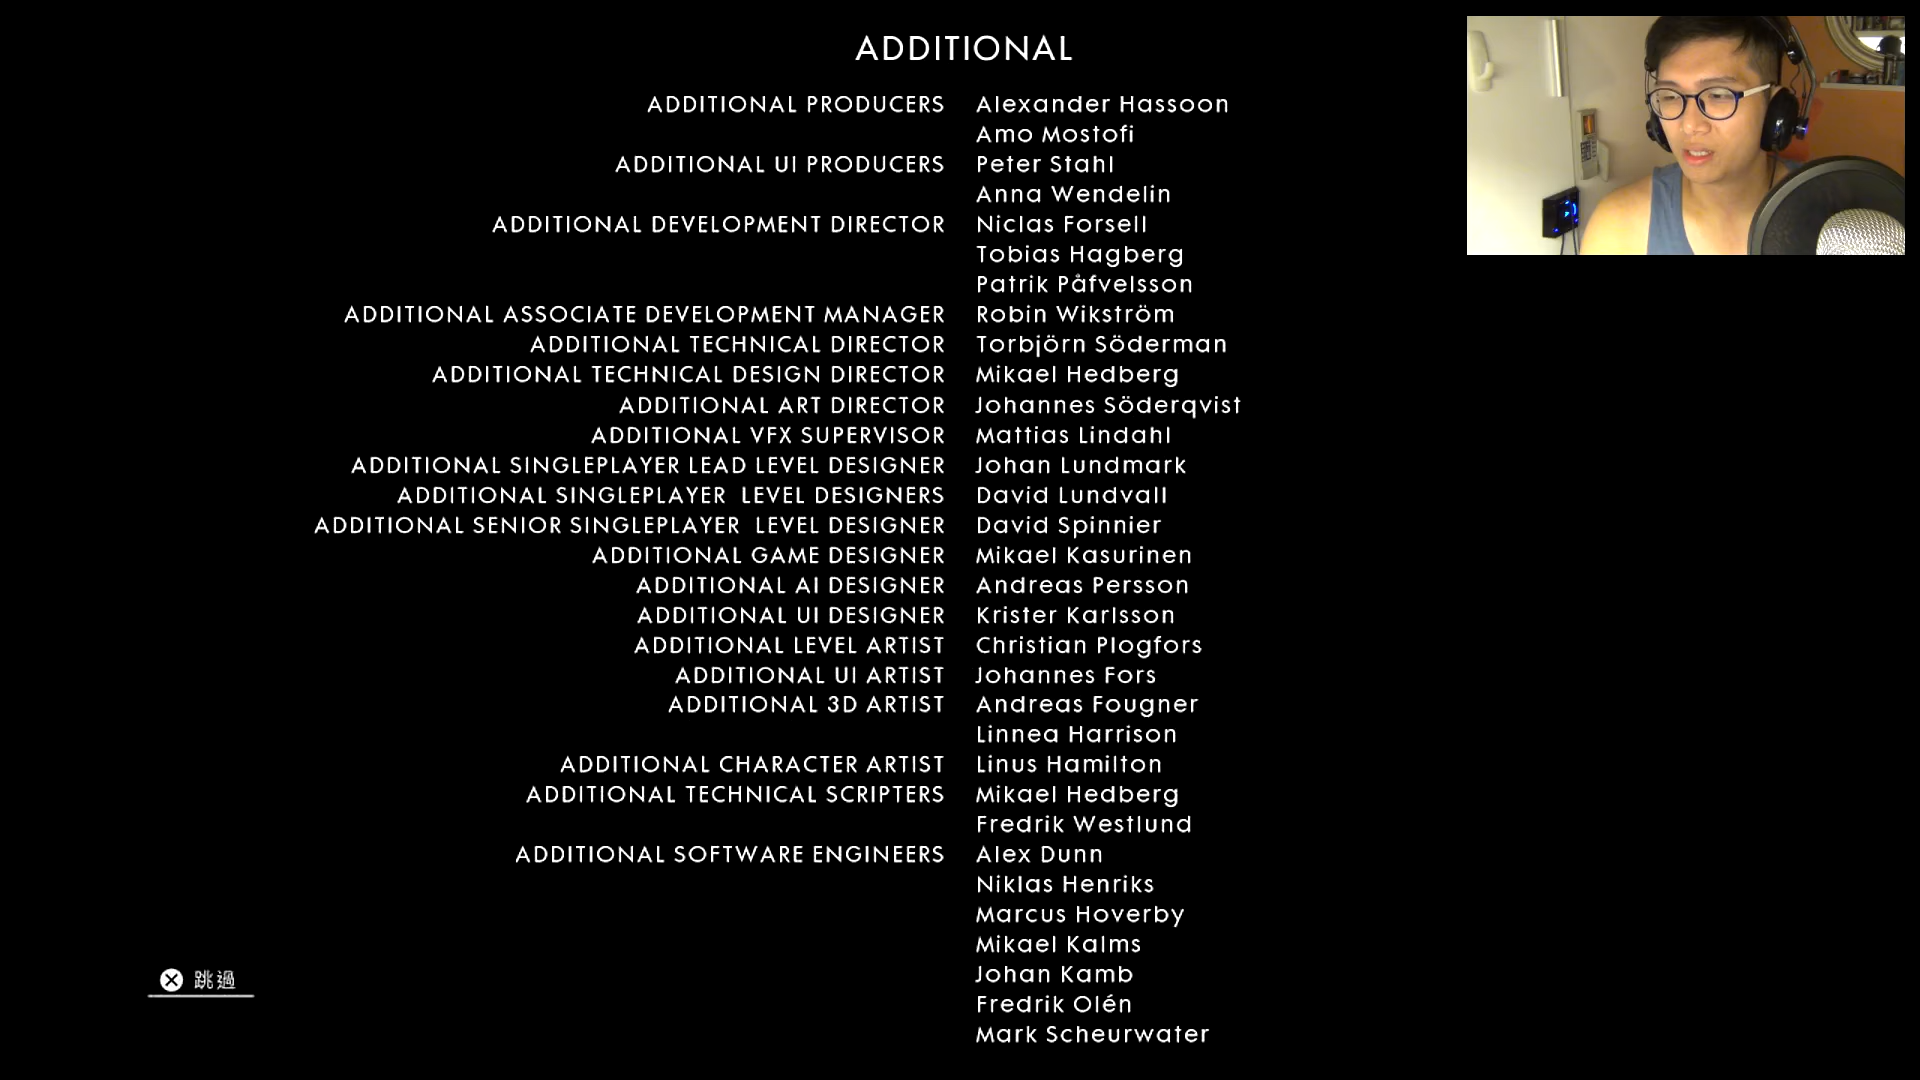 ADDITIONAL
ADDITIONAL PRODUCERS Alexander Hassoon
Amo Mostofi
ADDITIONAL UI PRODUCERS Peter Stahl
Anna Wendelin
ADDITIONAL DEVELOPMENT DIRECTOR Niclas Forsell
Tobias Hagberg
Patrik Påfvelsson
ADDITIONAL ASSOCIATE DEVELOPMENT MANAGER Robin Wikström
ADDITIONAL TECHNICAL DIRECTOR Torbjörn Söderman
ADDITIONAL TECHNICAL DESIGN DIRECTOR Mikael Hedberg
ADDITIONAL ART DIRECTOR Johannes Söderqvist
ADDITIONAL VFX SUPERVISOR Mattias Lindahl
ADDITIONAL SINGLEPLAYER LEAD LEVEL DESIGNER Johan Lundmark
ADDITIONAL SINGLEPLAYER LEVEL DESIGNERS David Lundvall
ADDITIONAL SENIOR SINGLEPLAYER LEVEL DESIGNER David Spinnier
ADDITIONAL GAME DESIGNER Mikael Kasurinen
ADDITIONAL AI DESIGNER Andreas Persson
ADDITIONAL UI DESIGNER Krister Karlsson
ADDITIONAL LEVEL ARTIST Christian Plogfors
ADDITIONAL UI ARTIST Johannes Fors
ADDITIONAL 3D ARTIST Andreas Fougner
Linnea Harrison
ADDITIONAL CHARACTER ARTIST Linus Hamilton
ADDITIONAL TECHNICAL SCRIPTERS Mikael Hedberg
Fredrik Westlund
ADDITIONAL SOFTWARE ENGINEERS Alex Dunn
Niklas Henriks
Marcus Hoverby
Mikael Kalms
Johan Kamb
Fredrik Olén
Mark Scheurwater
跳過